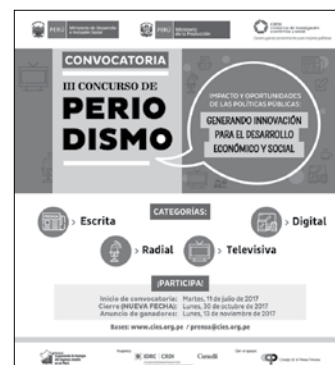 PERÚ Ministerio de Desarrollo e Inclusión Social
PERÚ Ministerio de la Producción
CIES
CONVOCATORIA
III CONCURSO DE
PERIO
DISMO
IMPACTO Y OPORTUNIDADES
DE LAS POLÍTICAS PÚBLICAS:
GENERANDO INNOVACIÓN
PARA EL DESARROLLO
ECONÓMICO Y SOCIAL
CATEGORÍAS:
> Escrita
> Digital
> Radial
> Televisiva
¡PARTICIPA!
Inicio de convocatoria: Martes, 11 de julio de 2017
Cierre (NUEVA FECHA): Lunes, 30 de octubre de 2017
Anuncio de ganadores: Lunes, 13 de noviembre de 2017
Bases: www.cies.org.pe / prensa@cies.org.pe
IDRC | CRDI
Canada